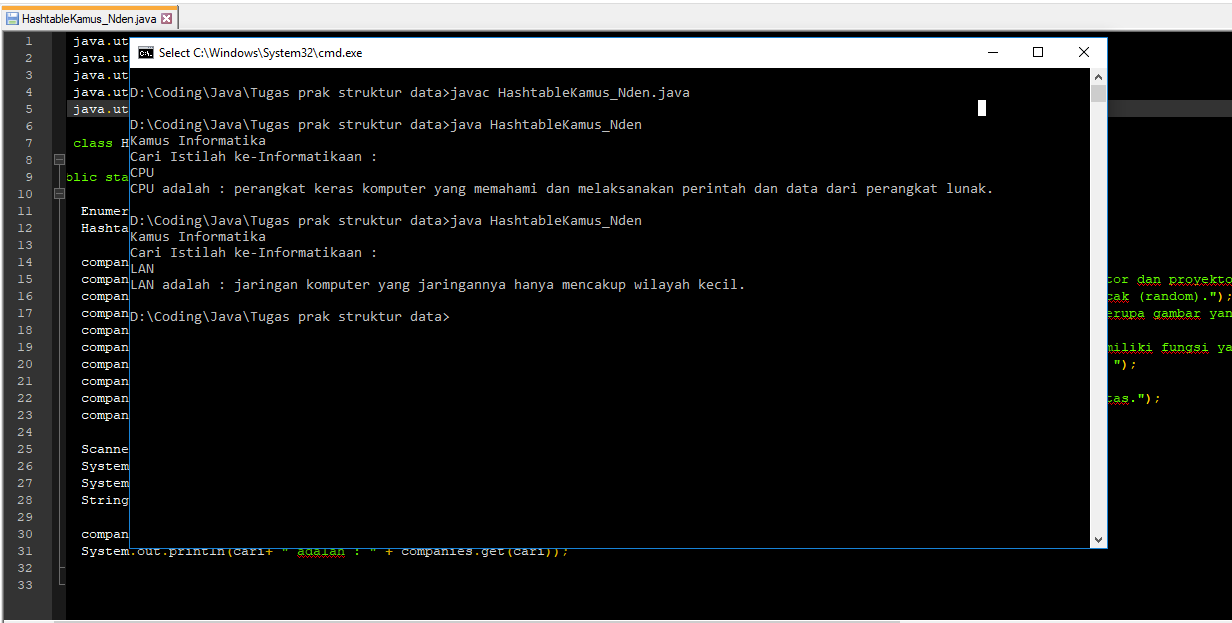 HashtableKamus_Nden.java
Select C:\Windows\System32\cmd.exe
D:\Coding\Java\Tugas prak struktur data>javac HashtableKamus_Nden.java
D:\Coding\Java\Tugas prak struktur data>java HashtableKamus_Nden
Kamus Informatika
Cari Istilah ke-Informatikaan :
CPU
CPU adalah : perangkat keras komputer yang memahami dan melaksanakan perintah dan data dari perangkat lunak.
D:\Coding\Java\Tugas prak struktur data>java HashtableKamus_Nden
Kamus Informatika
Cari Istilah ke-Informatikaan :
LAN
LAN adalah : jaringan komputer yang jaringannya hanya mencakup wilayah kecil.
D:\Coding\Java\Tugas prak struktur data>
1 java.ut
2 java.ut
3 java.ut
4 java.ut
5 java.ut
6
7 class H
8
9 blic sta
10
11 Enumer
12 Hashta
13
14 compan
15 compan tor dan proyekto
16 compan cak (random).");
17 compan erupa gambar yan
18 compan
19 compan miliki fungsi ya
20 compan ");
21 compan
22 compan tas.");
23 compan
24
25 Scanne
26 System
27 System
28 String
29
30 compan
31 System.out.println(cari+ " adalah : " + companies.get(cari));
32
33